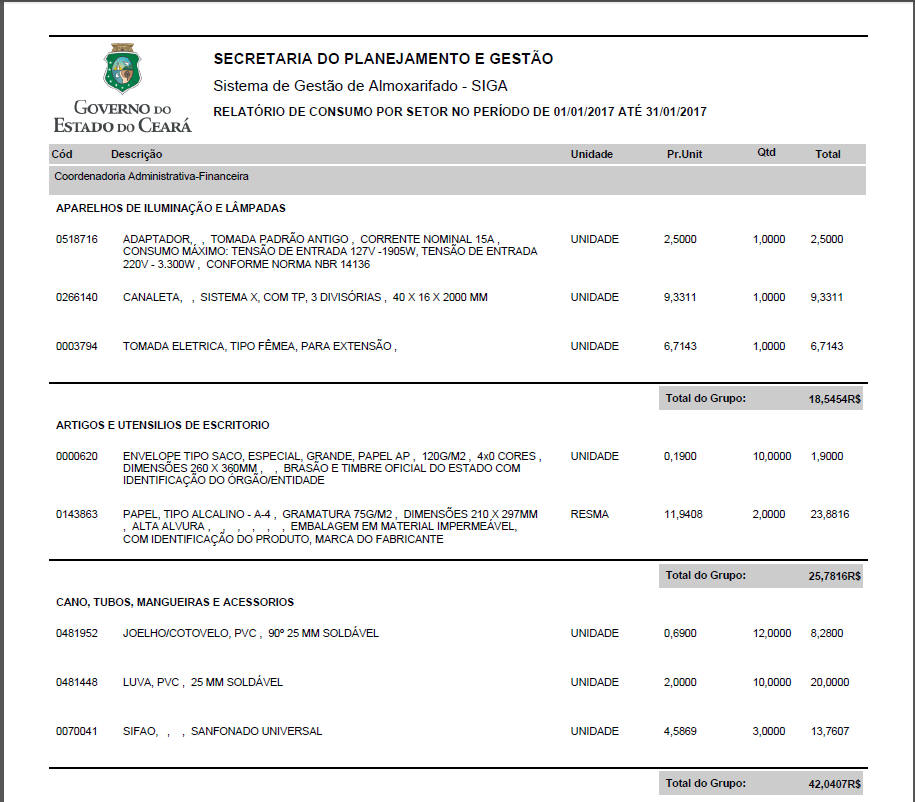 SECRETARIA DO PLANEJAMENTO E GESTÃO
Sistema de Gestão de Almoxarifado - SIGA
GOVERNO DO
ESTADO DO CEARÁ
RELATÓRIO DE CONSUMO POR SETOR NO PERÍODO DE 01/01/2017 ATÉ 31/01/2017
Cód Descrição Unidade Pr.Unit Qtd Total
Coordenadoria Administrativa-Financeira
APARELHOS DE ILUMINAÇÃO E LÂMPADAS
0518716 ADAPTADOR, , TOMADA PADRÃO ANTIGO , CORRENTE NOMINAL 15A , UNIDADE 2,5000 1,0000 2,5000
CONSUMO MÁXIMO: TENSÃO DE ENTRADA 127V -1905W, TENSÃO DE ENTRADA
220V - 3.300W , CONFORME NORMA NBR 14136
0266140 CANALETA, , SISTEMA X, COM TP, 3 DIVISÓRIAS , 40 X 16 X 2000 MM UNIDADE 9,3311 1,0000 9,3311
0003794 TOMADA ELETRICA, TIPO FÊMEA, PARA EXTENSÃO , UNIDADE 6,7143 1,0000 6,7143
Total do Grupo: 18,5454R$
ARTIGOS E UTENSILIOS DE ESCRITORIO
0000620 ENVELOPE TIPO SACO, ESPECIAL, GRANDE, PAPEL AP , 120G/M2 , 4x0 CORES , UNIDADE 0,1900 10,0000 1,9000
DIMENSÕES 260 X 360MM , , BRASÃO E TIMBRE OFICIAL DO ESTADO COM
IDENTIFICAÇÃO DO ÓRGÃO/ENTIDADE
0143863 PAPEL, TIPO ALCALINO - A-4 , GRAMATURA 75G/M2 , DIMENSÕES 210 X 297MM RESMA 11,9408 2,0000 23,8816
, ALTA ALVURA , , , , , , EMBALAGEM EM MATERIAL IMPERMEÁVEL,
COM IDENTIFICAÇÃO DO PRODUTO, MARCA DO FABRICANTE
Total do Grupo: 25,7816R$
CANO, TUBOS, MANGUEIRAS E ACESSORIOS
0481952 JOELHO/COTOVELO, PVC , 90º 25 MM SOLDÁVEL UNIDADE 0,6900 12,0000 8,2800
0481448 LUVA, PVC , 25 MM SOLDÁVEL UNIDADE 2,0000 10,0000 20,0000
0070041 SIFAO, , , SANFONADO UNIVERSAL UNIDADE 4,5869 3,0000 13,7607
Total do Grupo: 42,0407R$